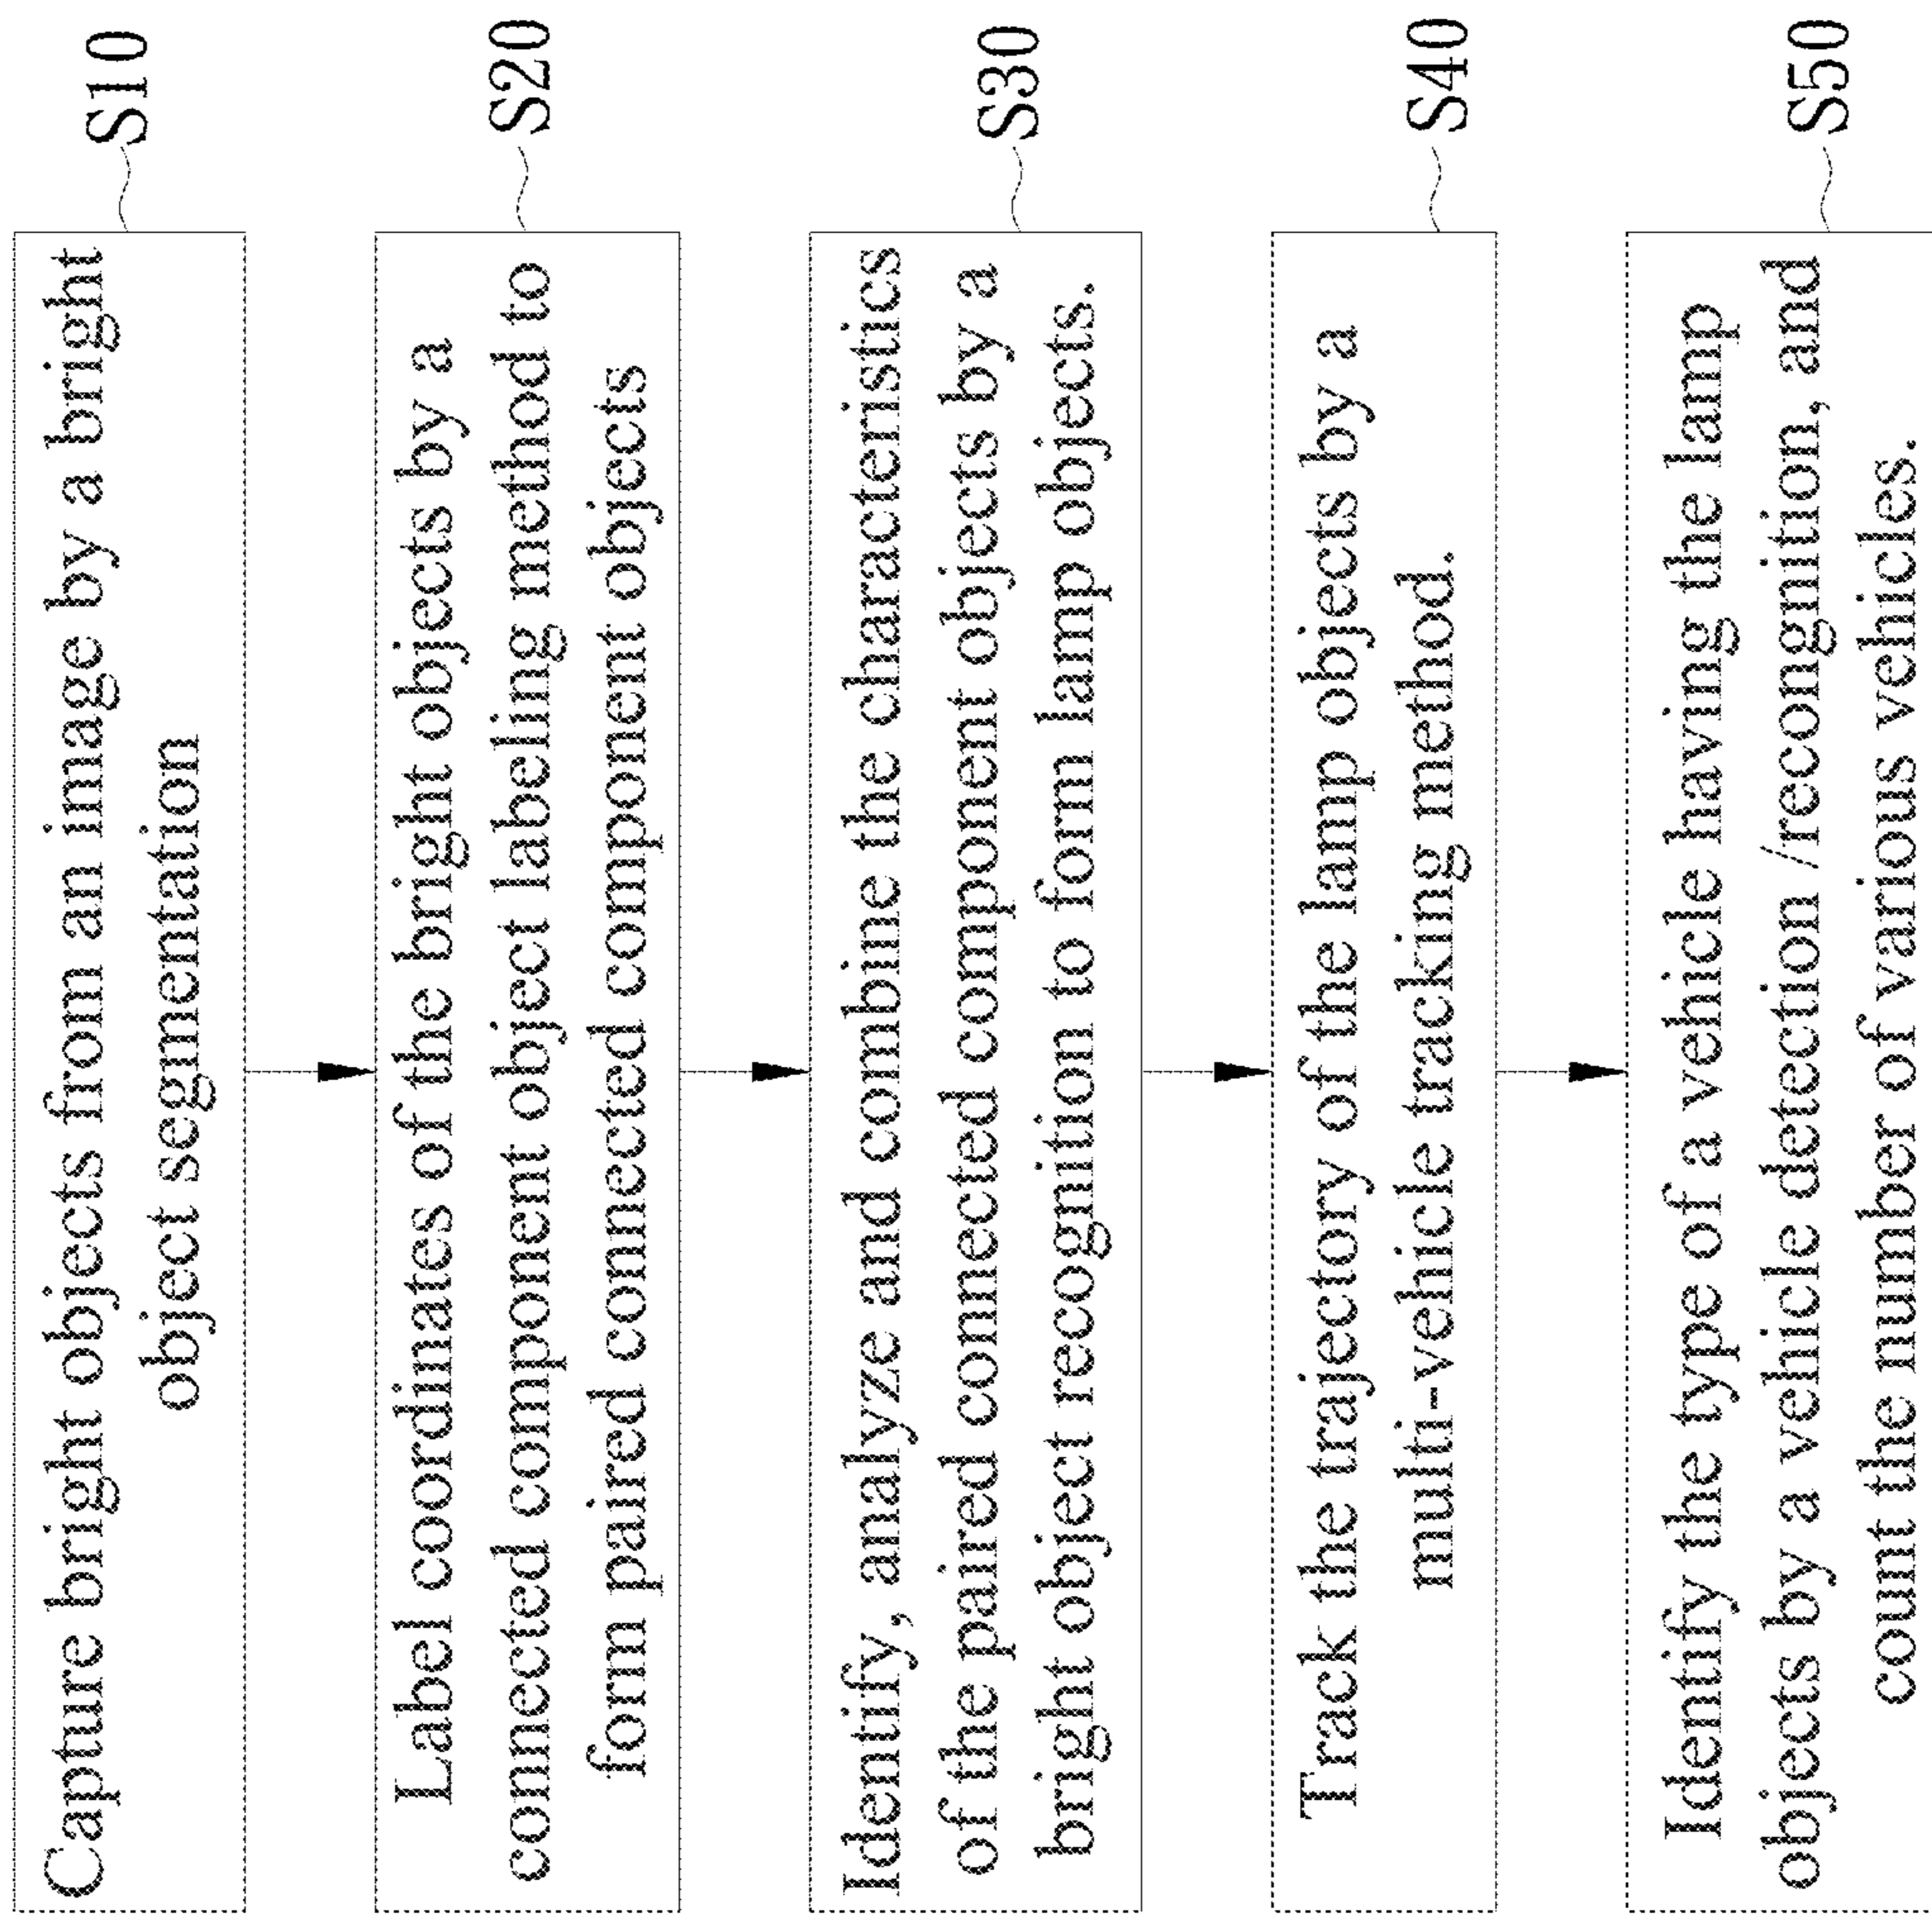 Capture bright objects from an image by a bright
object segmentation
S10
Label coordinates of the bright objects by a
connected component object labeling method to
form paired connected component objects
S20
Identify, analyze and combine the characteristics
of the paired connected component objects by a
bright object recognition to form lamp objects.
S30
Track the trajectory of the lamp objects by a
multi-vehicle tracking method.
S40
Identify the type of a vehicle having the lamp
objects by a vehicle detection /recongnition, and
count the number of various vehicles.
S50